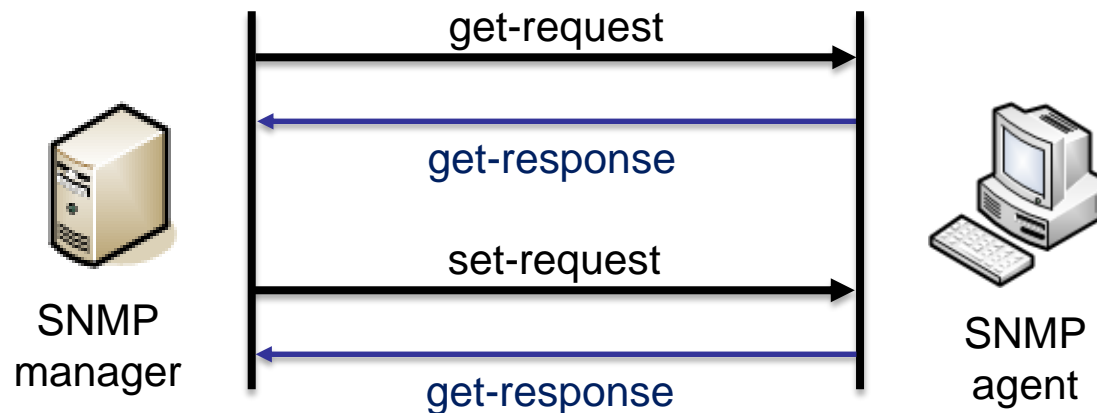 get-request
get-response
set-request
SNMP
manager
SNMP
agent
get-response